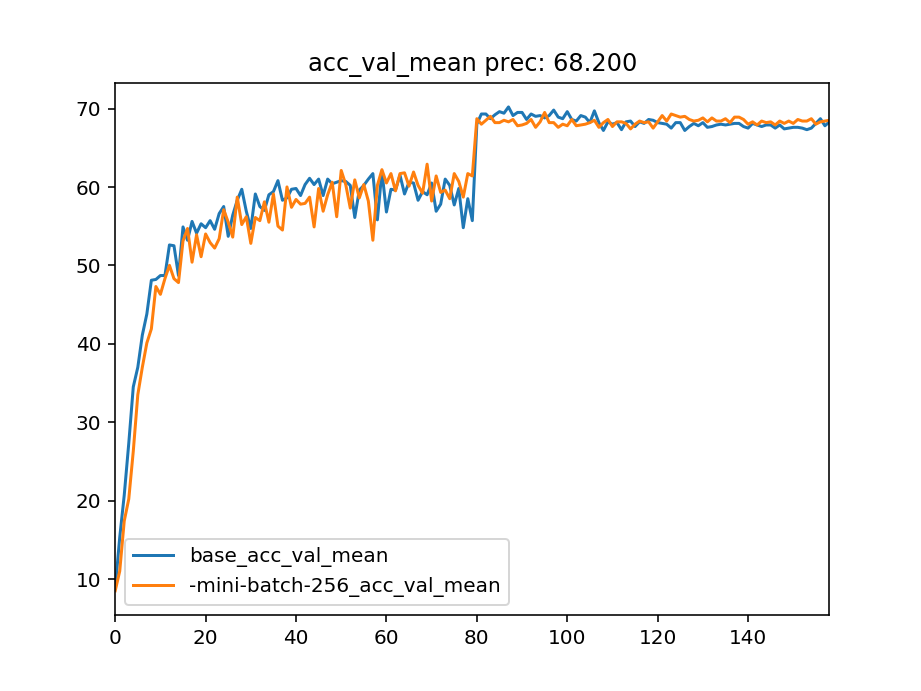 acc_val_mean prec: 68.200
70
60
50
40
30
20
10
base_acc_val_mean
-mini-batch-256_acc_val_mean
0 20 40 60 80 100 120 140